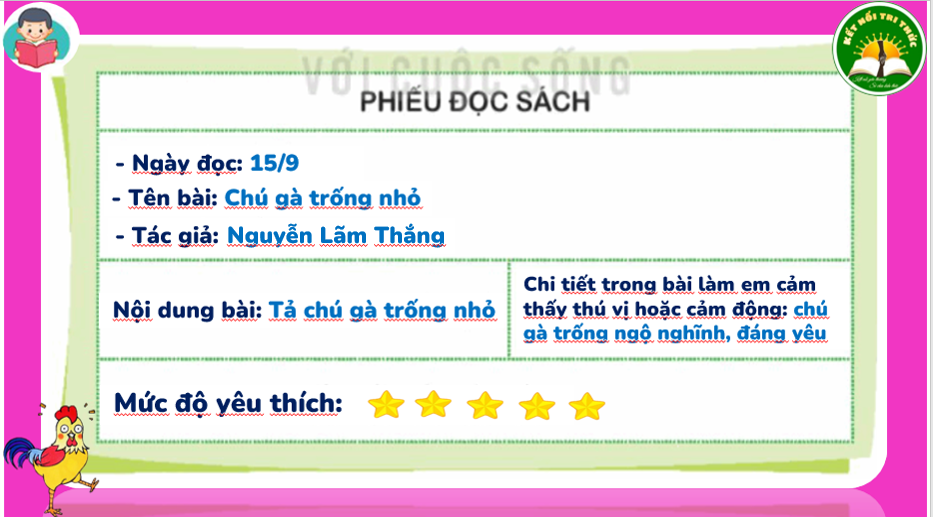 KẾT NỐI TRI THỨC
VỚI CUỘC SỐNG
PHIẾU ĐỌC SÁCH
- Ngày đọc: 15/9
- Tên bài: Chú gà trống nhỏ
- Tác giả: Nguyễn Lãm Thắng
Nội dung bài: Tả chú gà trống nhỏ
Chi tiết trong bài làm em cảm
thấy thú vị hoặc cảm động: chú
gà trống ngộ nghĩnh, đáng yêu
Mức độ yêu thích: